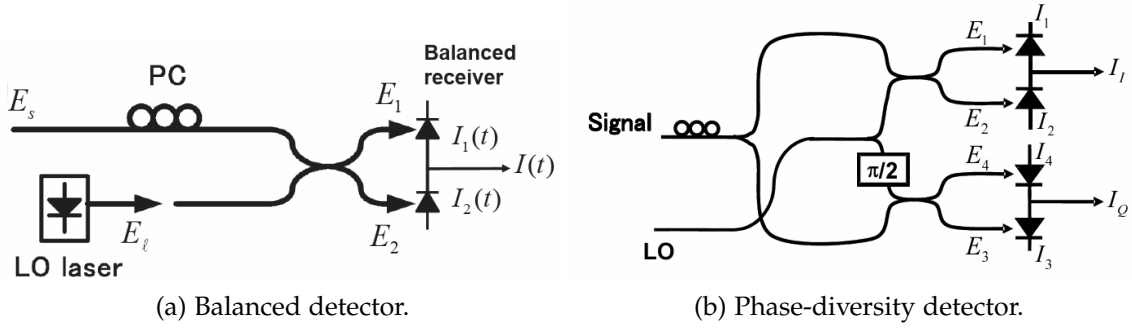 PC
E_s
Balanced
receiver
E_1
I_1(t)
I(t)
I_2(t)
E_2
E_ℓ
LO laser
(a) Balanced detector.
Signal
LO
π/2
E_1
I_1
I_I
E_2
I_2
E_4
I_4
I_Q
E_3
I_3
(b) Phase-diversity detector.